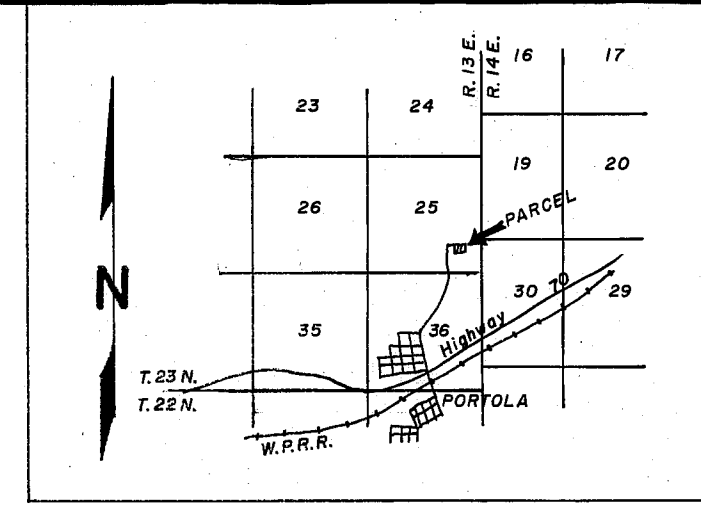 R. 13 E.
R. 14 E.
16
17
23
24
19
20
26
25
PARCEL
N
30
70
29
35
36
Highway
T. 23 N.
T. 22 N.
PORTOLA
W.P.R.R.